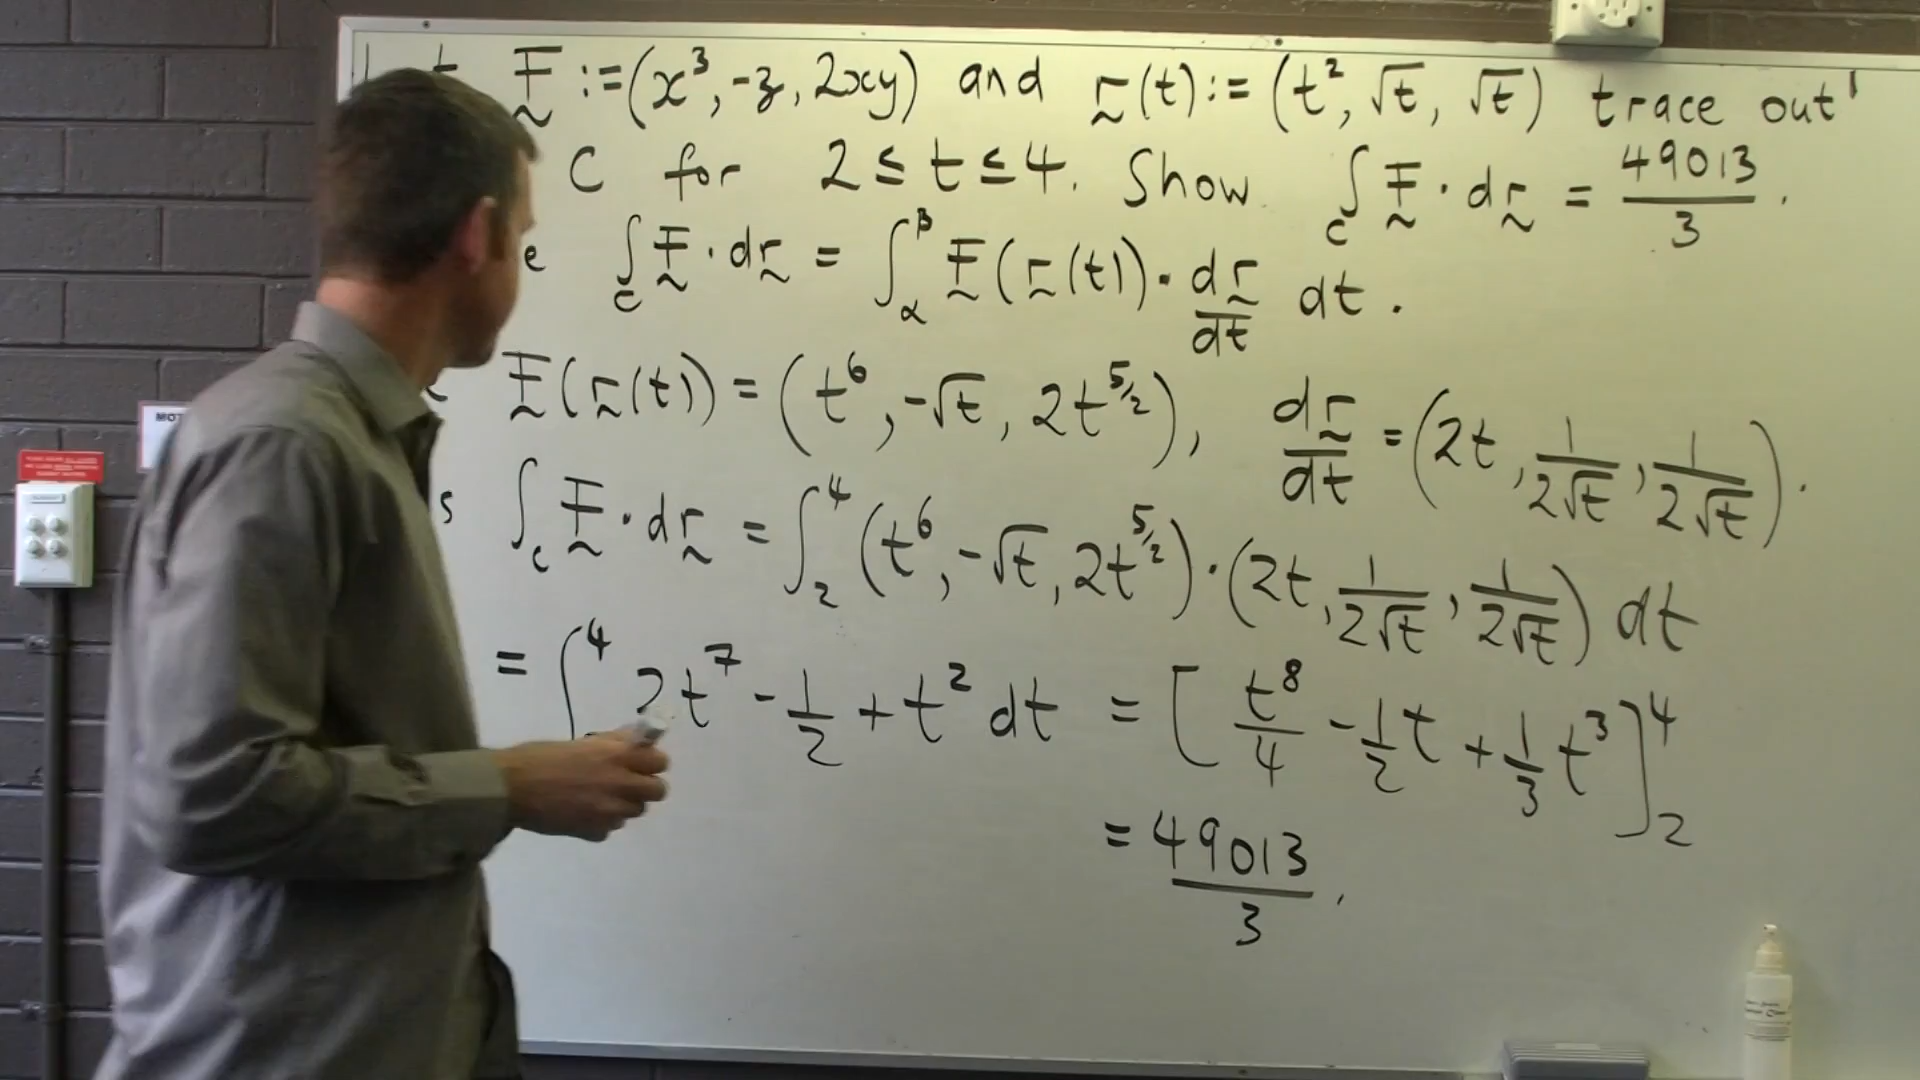 F := (x³, -z, 2xy) and r(t) := (t², √t, √t) trace out
C for 2 ≤ t ≤ 4. Show ∫_C F · dr = 49013/3 .
∫_C F · dr = ∫_α^β F(r(t)) · dr/dt dt .
F(r(t)) = (t⁶, -√t, 2t^{5/2}), dr/dt = (2t, 1/(2√t), 1/(2√t)) .
s ∫_C F · dr = ∫_2^4 (t⁶, -√t, 2t^{5/2}) · (2t, 1/(2√t), 1/(2√t)) dt
= ∫^4 2t⁷ - 1/2 + t² dt = [t⁸/4 - 1/2 t + 1/3 t³]_2^4
= 49013/3 .